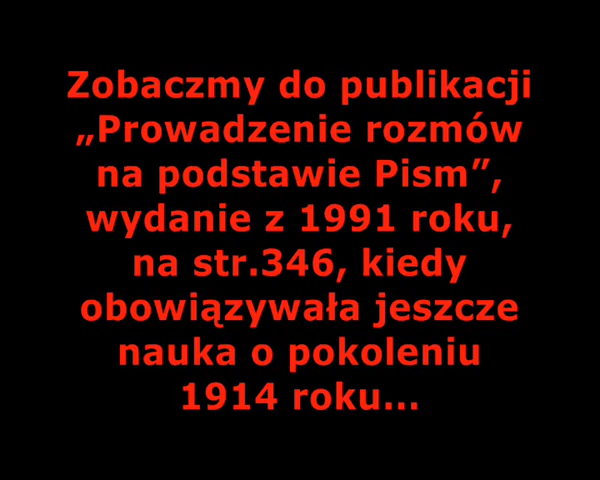 Zobaczmy do publikacji
„Prowadzenie rozmów
na podstawie Pism”,
wydanie z 1991 roku,
na str.346, kiedy
obowiązywała jeszcze
nauka o pokoleniu
1914 roku...